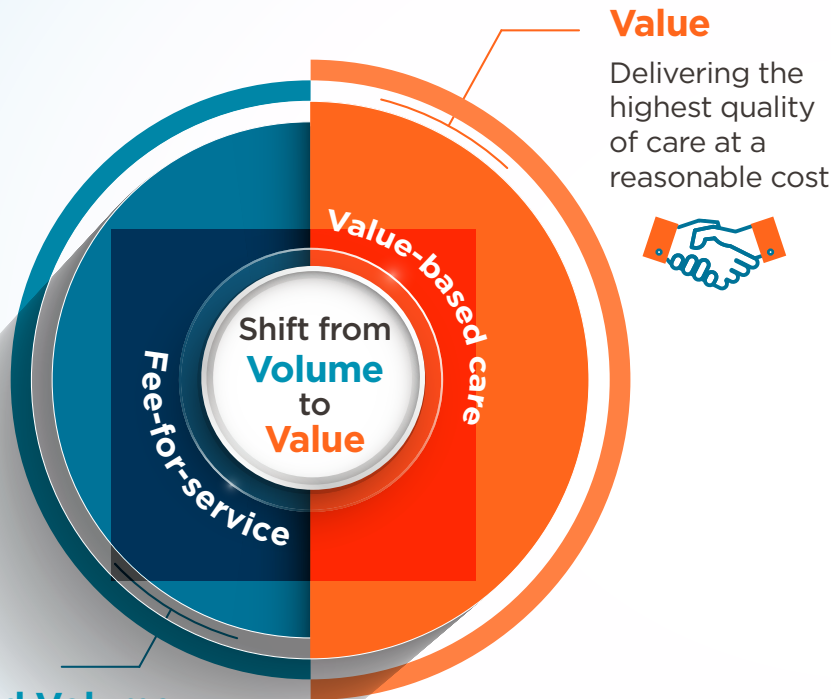 Value
Delivering the
highest quality
of care at a
reasonable cost
Value-based care
Shift from
Volume
to
Value
Fee-for-service